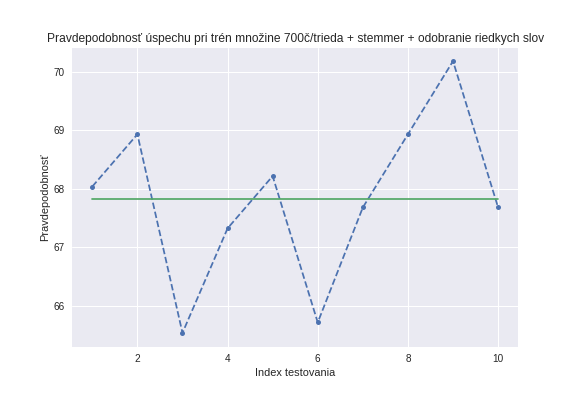 Pravdepodobnosť úspechu pri trén množine 700č/trieda + stemmer + odobranie riedkych slov
70
69
68
67
66
Pravdepodobnosť
2 4 6 8 10
Index testovania